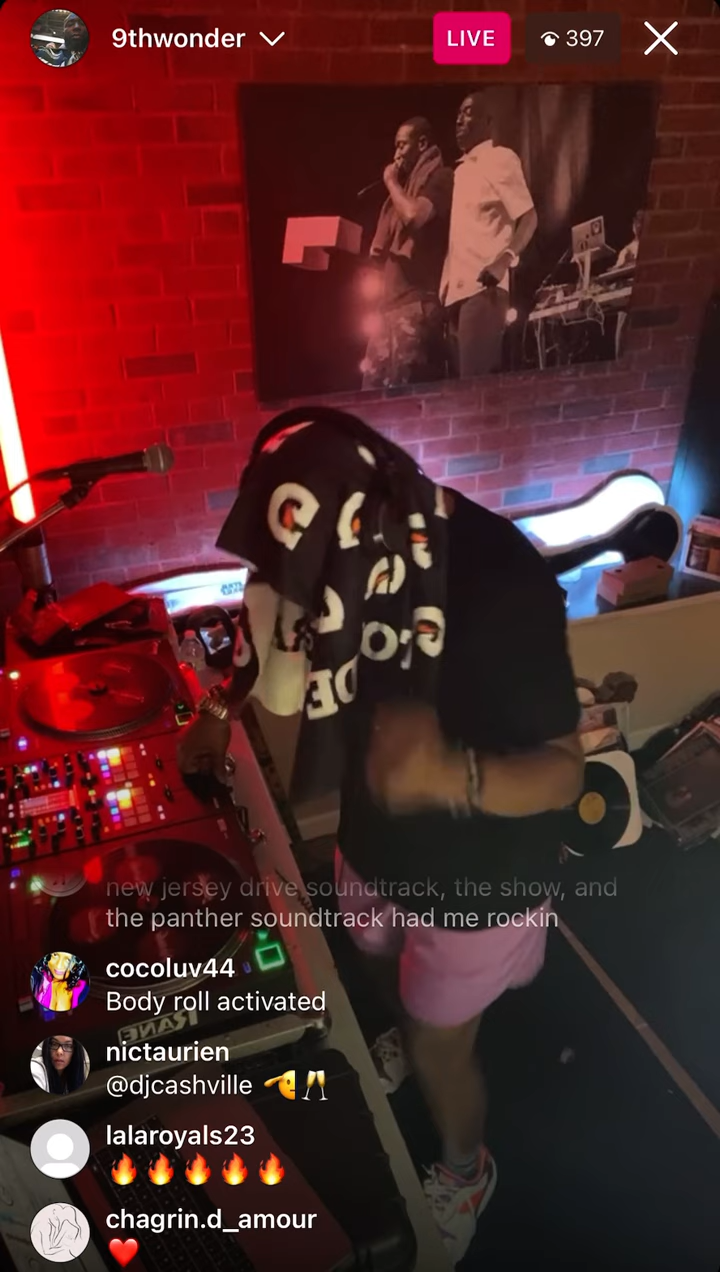 9thwonder
LIVE
397
new jersey drive soundtrack, the show, and
the panther soundtrack had me rockin
cocoluv44
Body roll activated
nictaurien
@djcashville 🫡🥂
lalaroyals23
🔥🔥🔥🔥🔥
chagrin.d_amour
❤️
RANE